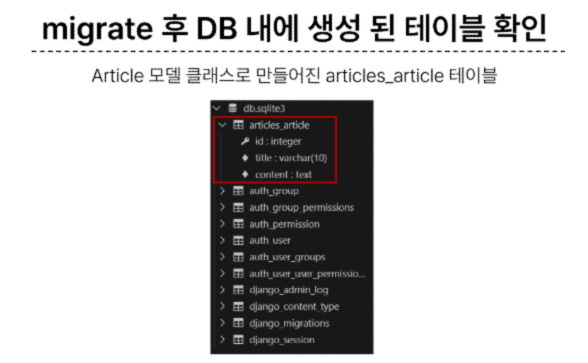 migrate 후 DB 내에 생성 된 테이블 확인
Article 모델 클래스로 만들어진 articles_article 테이블
db.sqlite3
articles_article
id : integer
title : varchar(10)
content : text
auth_group
auth_group_permissions
auth_permission
auth_user
auth_user_groups
auth_user_user_permissio...
django_admin_log
django_content_type
django_migrations
django_session